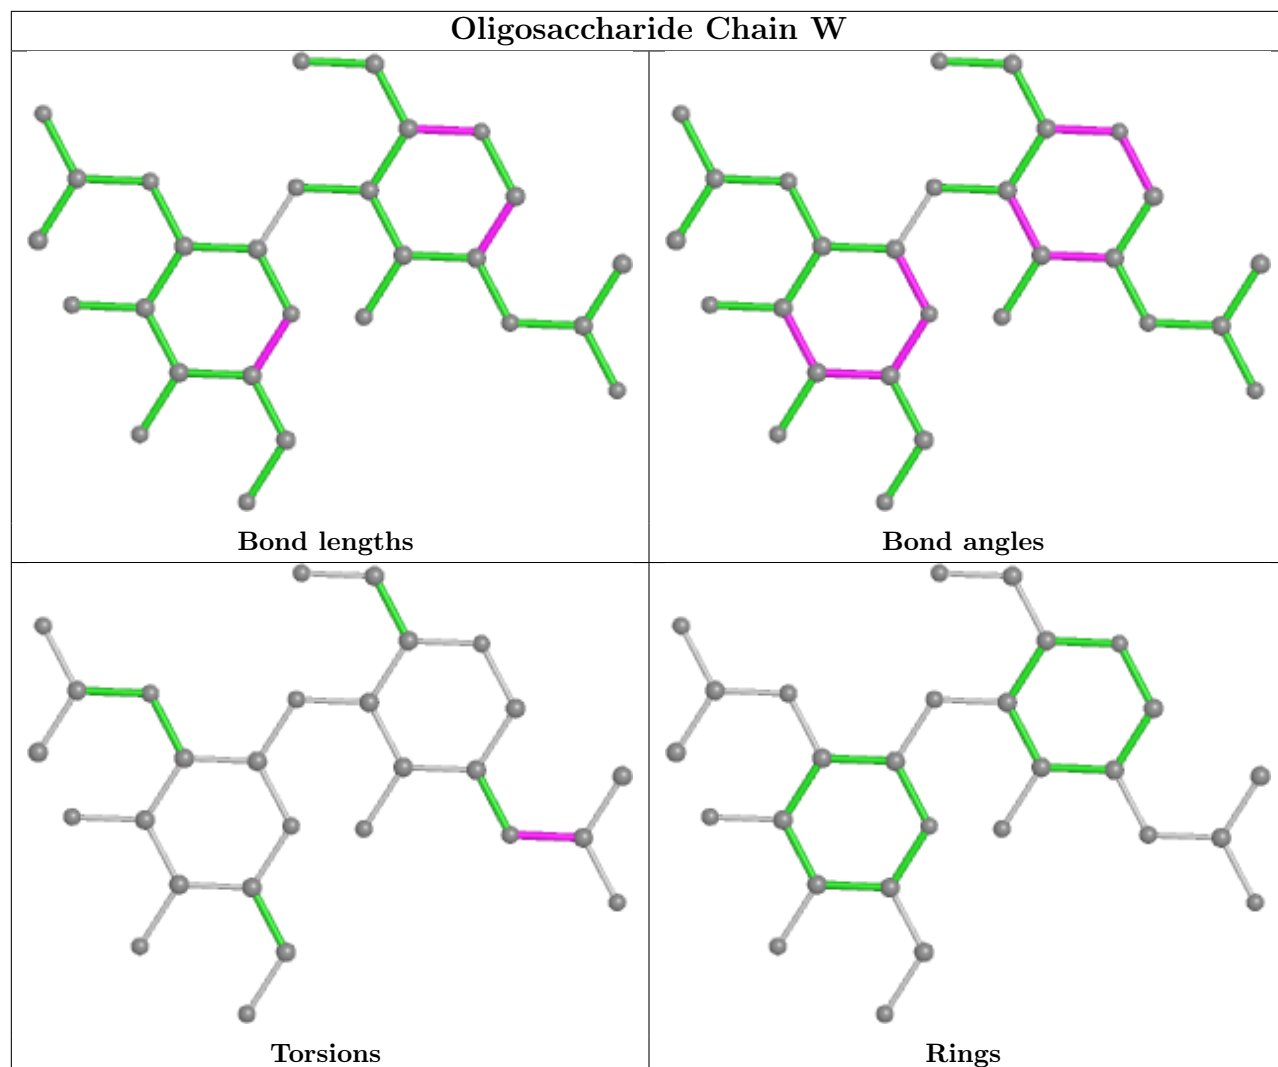 Oligosaccharide Chain W
Bond lengths
Bond angles
Torsions
Rings